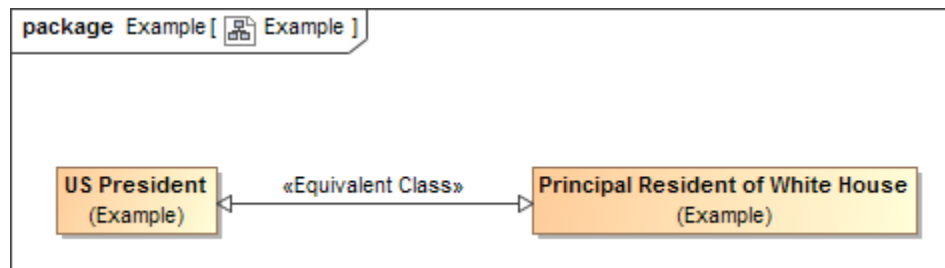 package Example [ Example ]
US President
(Example)
«Equivalent Class»
Principal Resident of White House
(Example)